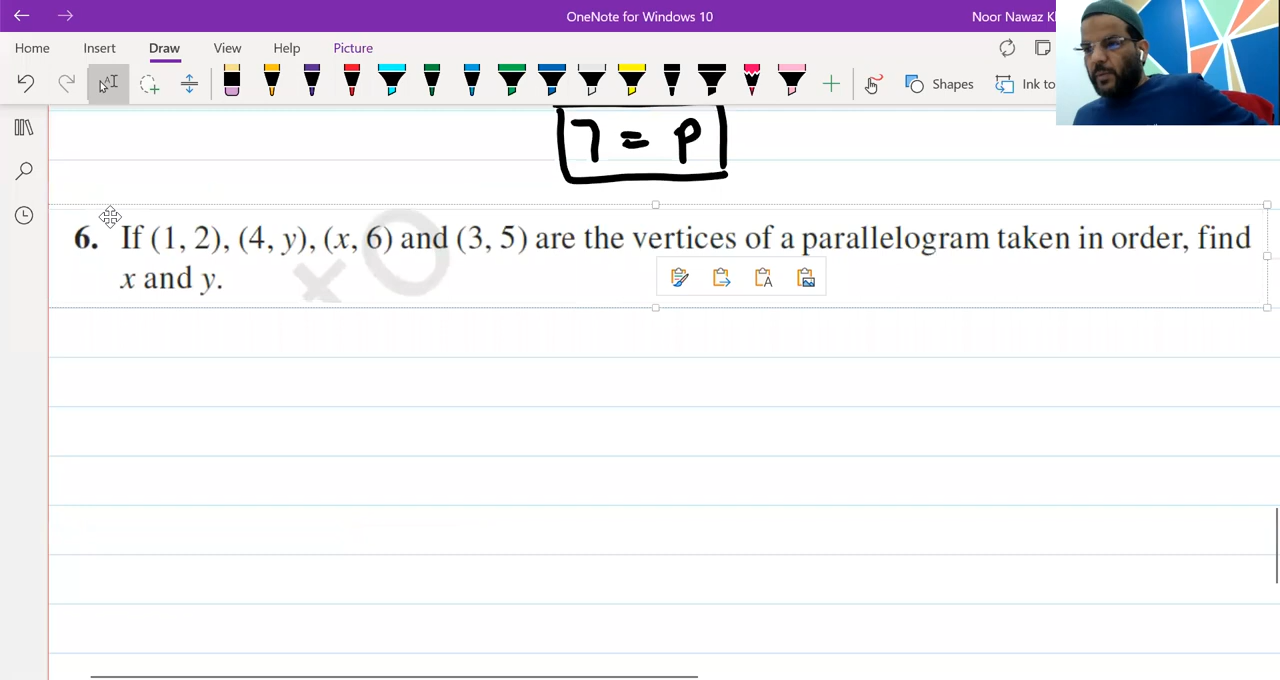 OneNote for Windows 10
Noor Nawaz Kh
Home Insert Draw View Help Picture
Shapes Ink to
7 = P
6. If (1, 2), (4, y), (x, 6) and (3, 5) are the vertices of a parallelogram taken in order, find
x and y.